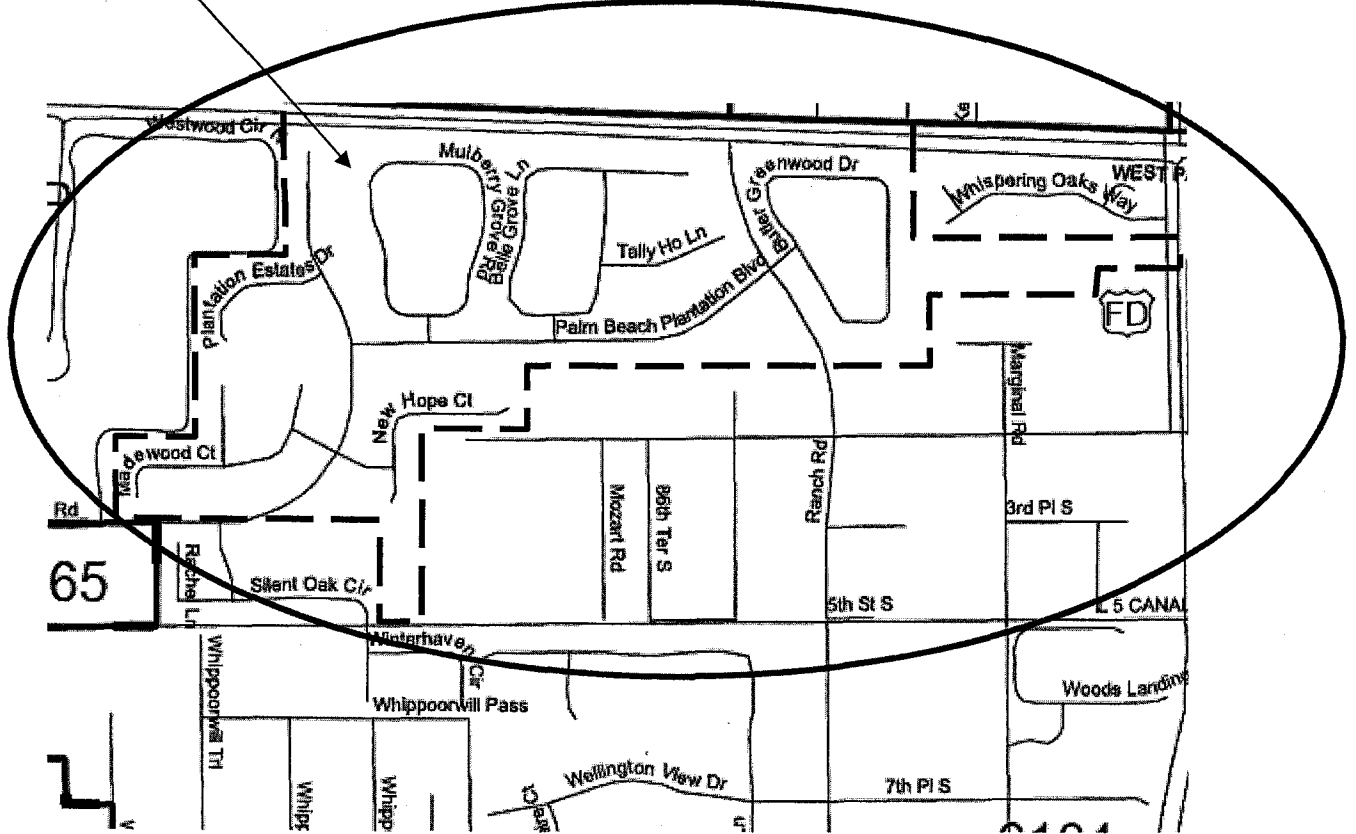 Westwood Cir
Mulberry Grove Rd
Belle Grove Ln
Greenwood Dr
Butler
Whispering Oaks Way
WEST P
Tally Ho Ln
Plantation Estates Dr
Palm Beach Plantation Blvd
FD
Marginal Rd
New Hope Ct
Madewood Ct
Ranch Rd
Rd
Mozart Rd
86th Ter S
3rd Pl S
65
Rachel Ln
Silent Oak Cir
5th St S
L 5 CANAL
Winterhaven Cir
Whippoorwill Trl
Woods Landing
Whippoorwill Pass
Wellington View Dr
7th Pl S
Whipp
Whipp